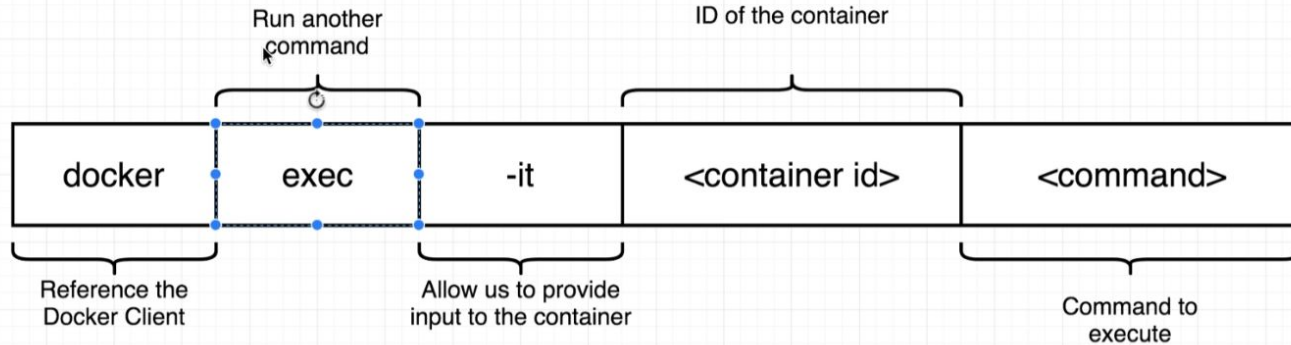 Run another
command
ID of the container
docker
exec
-it
<container id>
<command>
Reference the
Docker Client
Allow us to provide
input to the container
Command to
execute